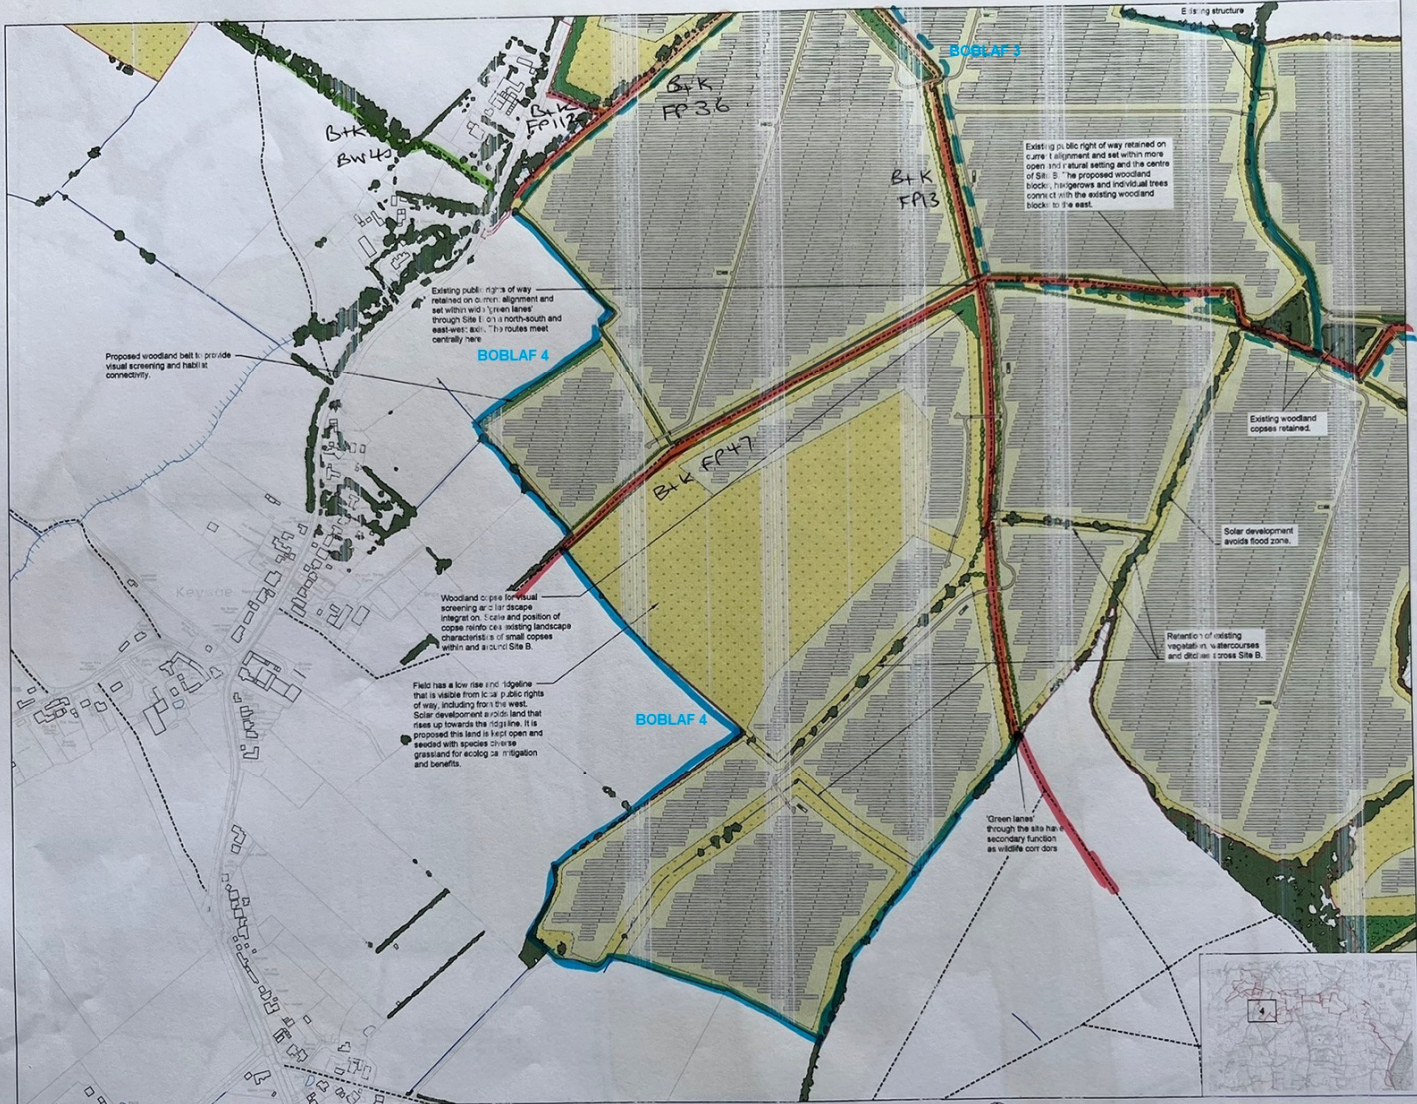 Existing structure
BOBLAF 3
B+K
FP 36
B+K
B+K
BW
Existing public right of way retained on
current alignment and set within more
open and natural setting and the centre
of Site B. The proposed woodland
blocks, hedgerows and individual trees
connect with the existing woodland
blocks to the east.
B+K
FP13
Existing public rights of way
retained on current alignment and
set within wide 'green lanes'
through Site B on a north-south and
east-west axis. The routes meet
centrally here
BOBLAF 4
Proposed woodland belt to provide
visual screening and habitat
connectivity.
Existing woodland
copses retained.
B+K FP47
Solar development
avoids flood zone.
Keysoe
Woodland copse for visual
screening and landscape
integration. Scale and position of
copse reinforces existing landscape
characteristics of small copses
within and around Site B.
Retention of existing
vegetation, watercourses
and ditches across Site B.
Field has a low rise and ridgeline
that is visible from local public rights
of way, including from the west.
Solar development avoids land that
rises up towards the ridgeline. It is
proposed this land is kept open and
seeded with species diverse
grassland for ecological mitigation
and benefits.
BOBLAF 4
'Green lanes'
through the site have
secondary function
as wildlife corridors
4